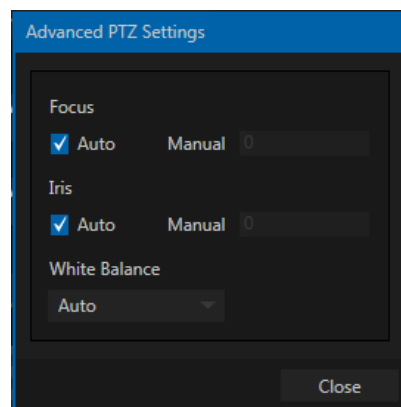 Advanced PTZ Settings
Focus
Auto Manual 0
Iris
Auto Manual 0
White Balance
Auto
Close